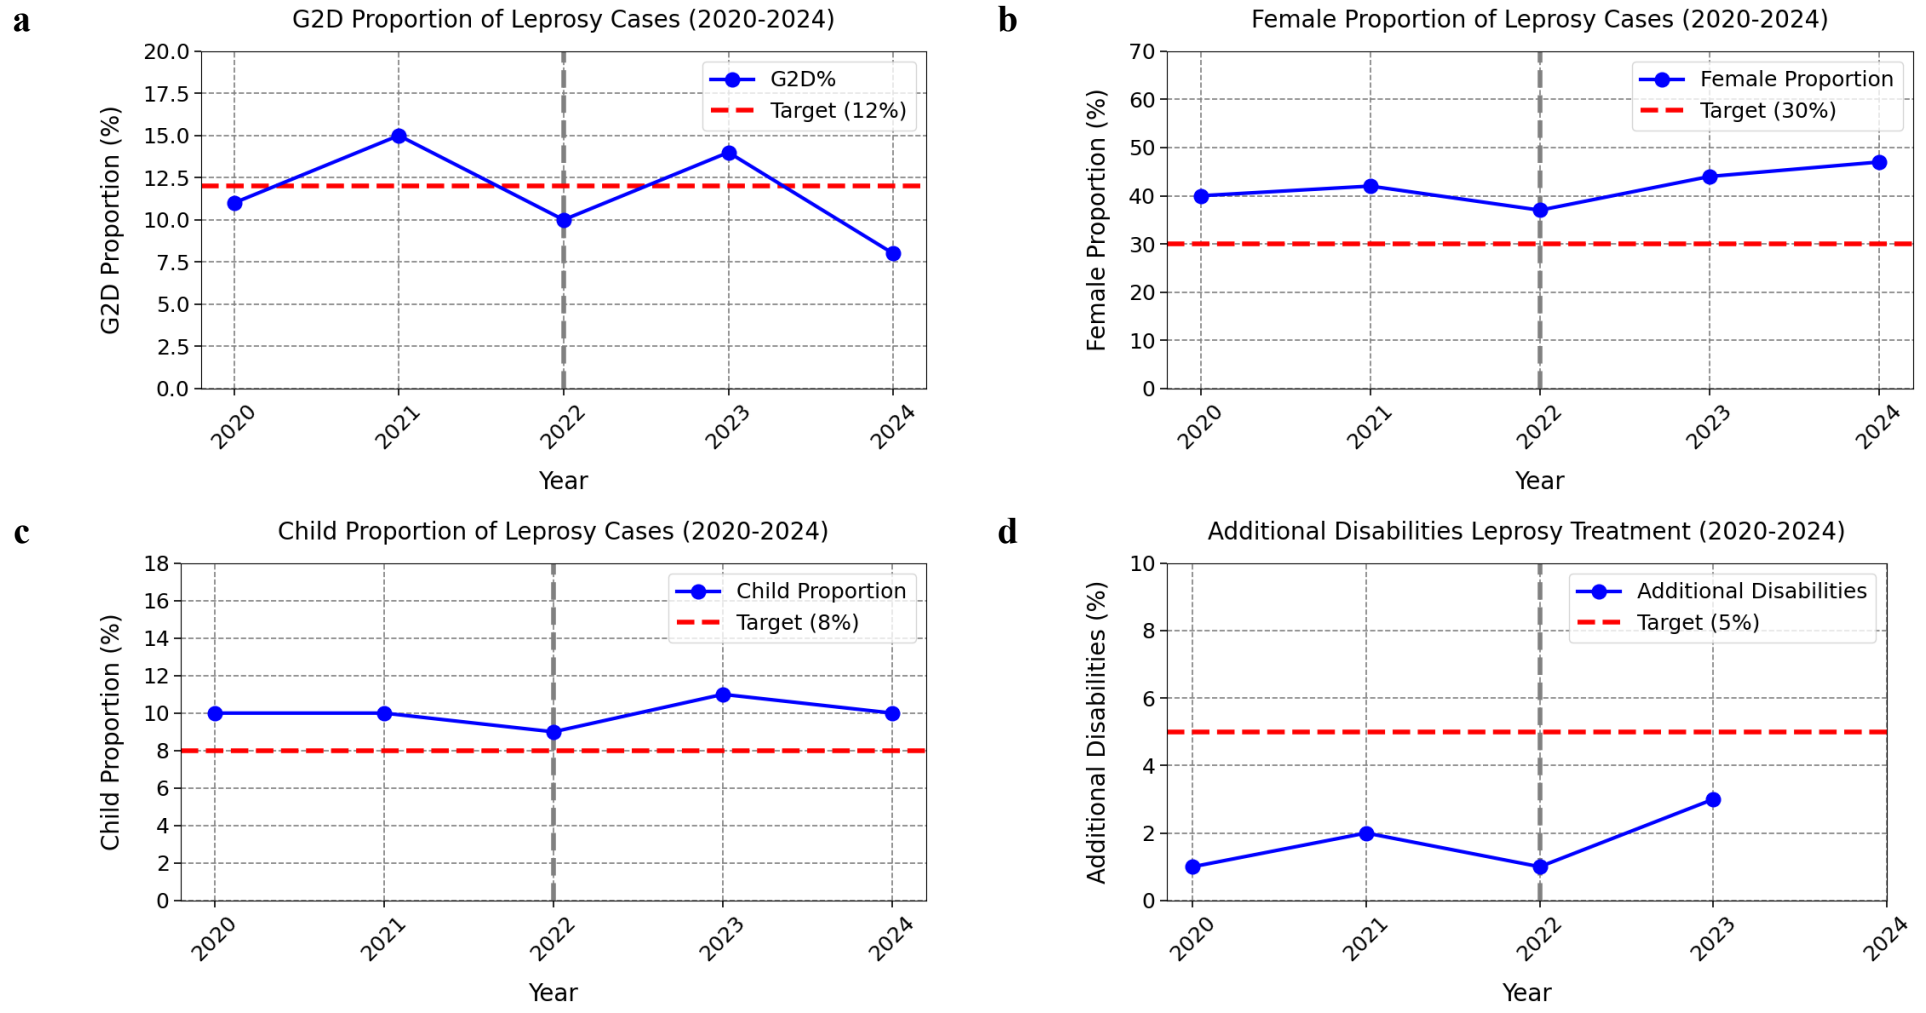 a
G2D Proportion of Leprosy Cases (2020-2024)
G2D Proportion (%)
20.0
17.5
15.0
12.5
10.0
7.5
5.0
2.5
0.0
G2D%
Target (12%)
2020
2021
2022
2023
2024
Year
b
Female Proportion of Leprosy Cases (2020-2024)
Female Proportion (%)
70
60
50
40
30
20
10
0
Female Proportion
Target (30%)
2020
2021
2022
2023
2024
Year
c
Child Proportion of Leprosy Cases (2020-2024)
Child Proportion (%)
18
16
14
12
10
8
6
4
2
0
Child Proportion
Target (8%)
2020
2021
2022
2023
2024
Year
d
Additional Disabilities Leprosy Treatment (2020-2024)
Additional Disabilities (%)
10
8
6
4
2
0
Additional Disabilities
Target (5%)
2020
2021
2022
2023
2024
Year